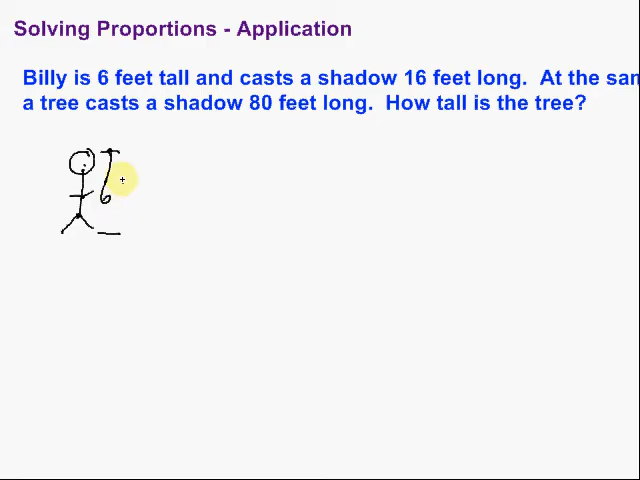 Solving Proportions - Application
Billy is 6 feet tall and casts a shadow 16 feet long. At the
a tree casts a shadow 80 feet long. How tall is the tree?
6